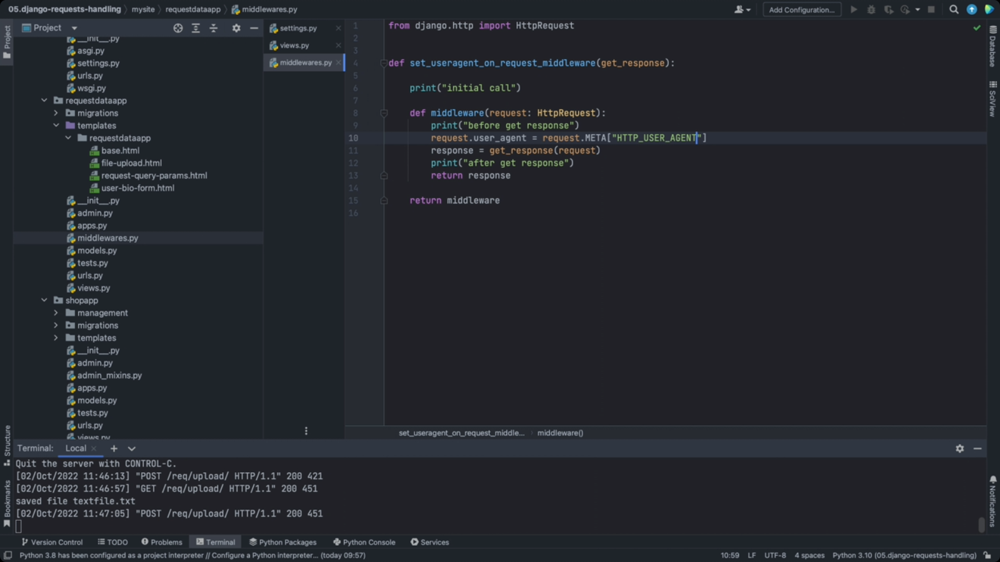 05.django-requests-handling mysite requestdataapp middlewares.py
Add Configuration...
Project
Project
__init__.py
asgi.py
settings.py
urls.py
wsgi.py
requestdataapp
migrations
templates
requestdataapp
base.html
file-upload.html
request-query-params.html
user-bio-form.html
__init__.py
admin.py
apps.py
middlewares.py
models.py
tests.py
urls.py
views.py
shopapp
management
migrations
templates
__init__.py
admin.py
admin_mixins.py
apps.py
models.py
tests.py
urls.py
views.py
settings.py
views.py
middlewares.py
1 from django.http import HttpRequest
2
3
4 def set_useragent_on_request_middleware(get_response):
5
6 print("initial call")
7
8 def middleware(request: HttpRequest):
9 print("before get response")
10 request.user_agent = request.META["HTTP_USER_AGENT"]
11 response = get_response(request)
12 print("after get response")
13 return response
14
15 return middleware
16
set_useragent_on_request_middle... middleware()
Database
SciView
Notifications
Structure
Bookmarks
Terminal: Local
Quit the server with CONTROL-C.
[02/Oct/2022 11:46:13] "POST /req/upload/ HTTP/1.1" 200 421
[02/Oct/2022 11:46:57] "GET /req/upload/ HTTP/1.1" 200 451
saved file textfile.txt
[02/Oct/2022 11:47:05] "POST /req/upload/ HTTP/1.1" 200 451
Version Control TODO Problems Terminal Python Packages Python Console Services
Python 3.8 has been configured as a project interpreter // Configure a Python interpreter... (today 09:57) 10:59 LF UTF-8 4 spaces Python 3.10 (05.django-requests-handling)